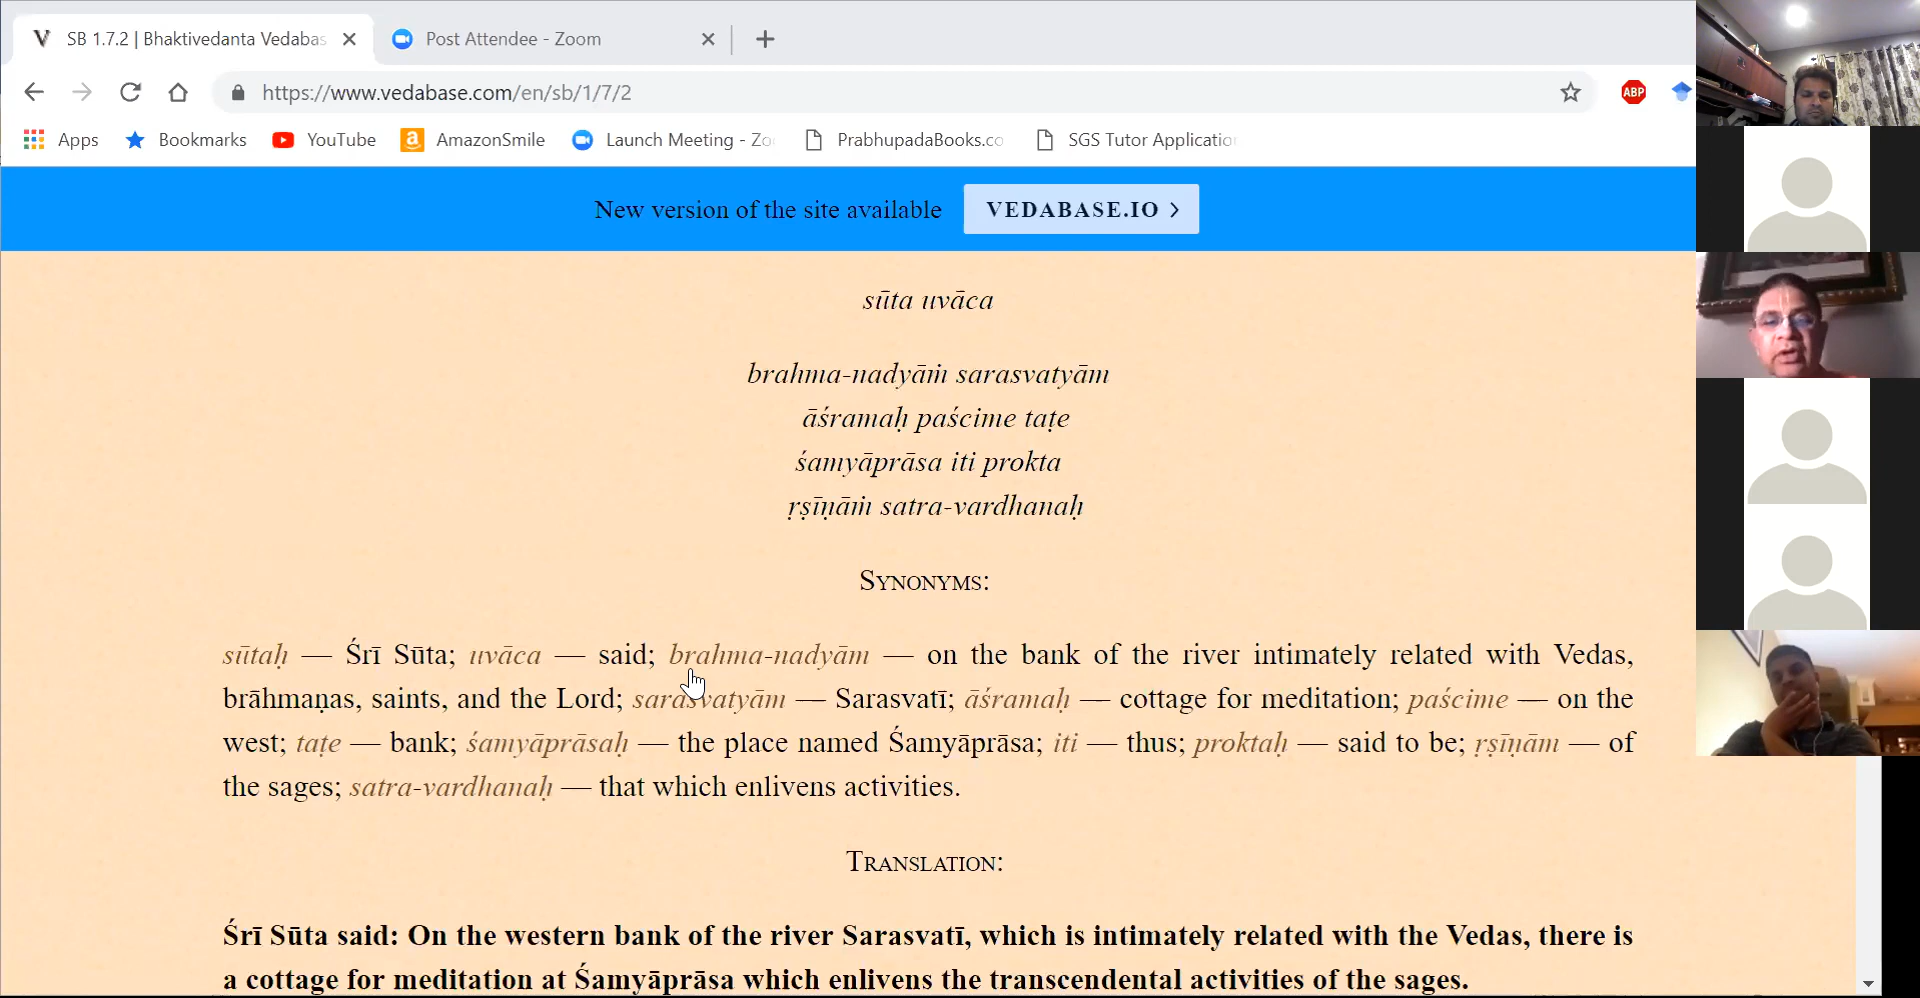 V SB 1.7.2 | Bhaktivedanta Vedabas
Post Attendee - Zoom
https://www.vedabase.com/en/sb/1/7/2
ABP
Apps Bookmarks YouTube AmazonSmile Launch Meeting - Zo PrabhupadaBooks.co SGS Tutor Applicatio
New version of the site available VEDABASE.IO >
sūta uvāca
brahma-nadyāṁ sarasvatyām
āśramaḥ paścime taṭe
śamyāprāsa iti prokta
ṛṣīṇāṁ satra-vardhanaḥ
SYNONYMS:
sūtaḥ — Śrī Sūta; uvāca — said; brahma-nadyām — on the bank of the river intimately related with Vedas,
brāhmaṇas, saints, and the Lord; sarasvatyām — Sarasvatī; āśramaḥ — cottage for meditation; paścime — on the
west; taṭe — bank; śamyāprāsaḥ — the place named Śamyāprāsa; iti — thus; proktaḥ — said to be; ṛṣīṇām — of
the sages; satra-vardhanaḥ — that which enlivens activities.
TRANSLATION:
Śrī Sūta said: On the western bank of the river Sarasvatī, which is intimately related with the Vedas, there is
a cottage for meditation at Śamyāprāsa which enlivens the transcendental activities of the sages.